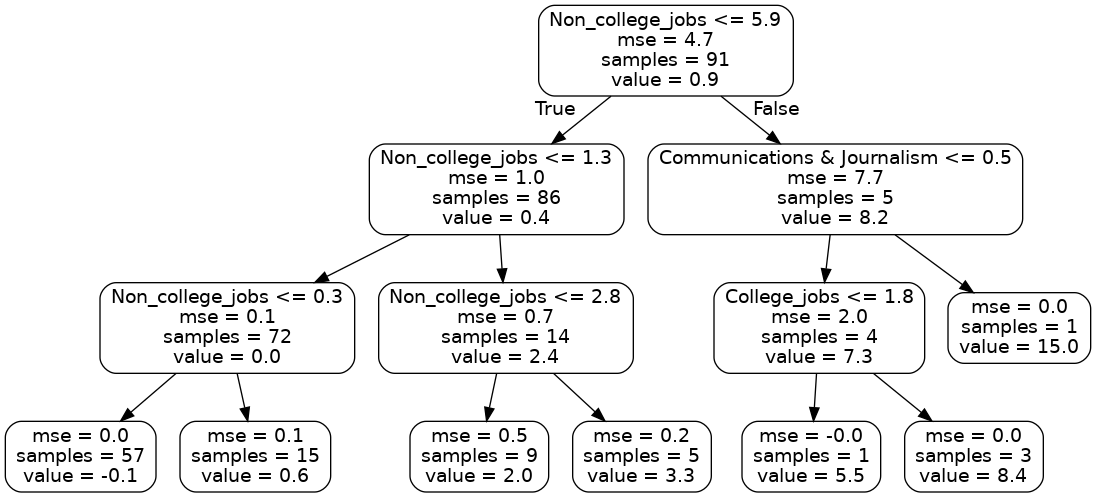 Non_college_jobs <= 5.9
mse = 4.7
samples = 91
value = 0.9
True
False
Non_college_jobs <= 1.3
mse = 1.0
samples = 86
value = 0.4
Communications & Journalism <= 0.5
mse = 7.7
samples = 5
value = 8.2
Non_college_jobs <= 0.3
mse = 0.1
samples = 72
value = 0.0
Non_college_jobs <= 2.8
mse = 0.7
samples = 14
value = 2.4
College_jobs <= 1.8
mse = 2.0
samples = 4
value = 7.3
mse = 0.0
samples = 1
value = 15.0
mse = 0.0
samples = 57
value = -0.1
mse = 0.1
samples = 15
value = 0.6
mse = 0.5
samples = 9
value = 2.0
mse = 0.2
samples = 5
value = 3.3
mse = -0.0
samples = 1
value = 5.5
mse = 0.0
samples = 3
value = 8.4